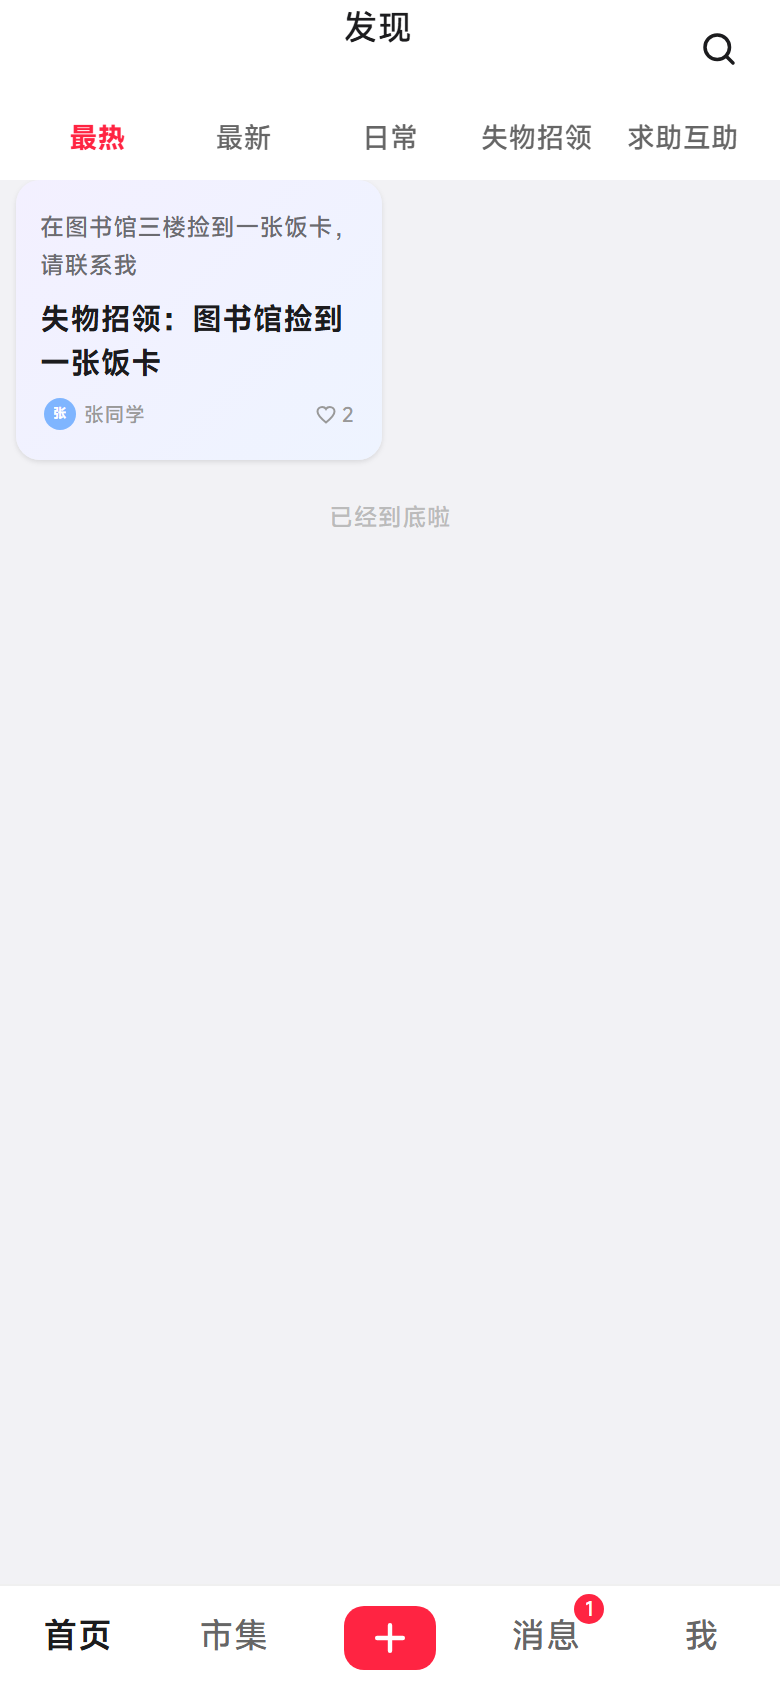 发现
最热 最新 日常 失物招领 求助互助
在图书馆三楼捡到一张饭卡，
请联系我
失物招领：图书馆捡到
一张饭卡
张 张同学 2
已经到底啦
首页 市集 消息 1 我